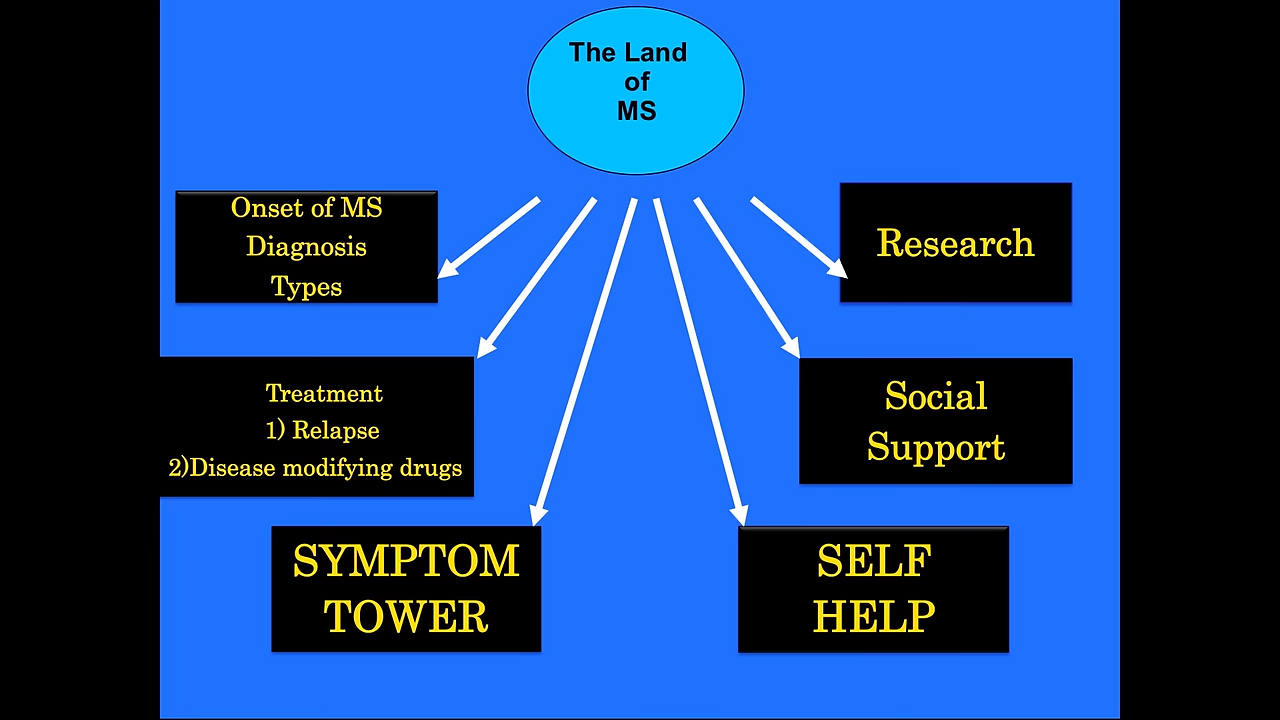 The Land
of
MS
Onset of MS
Diagnosis
Types
Research
Treatment
1) Relapse
2)Disease modifying drugs
Social
Support
SYMPTOM
TOWER
SELF
HELP